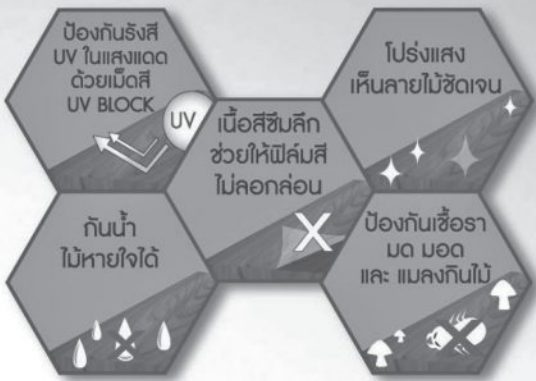 ป้องกันรังสี
UV ในแสงแดด
ด้วยเม็ดสี
UV BLOCK
UV
โปร่งแสง
เห็นลายไม้ชัดเจน
เนื้อสีซึมลึก
ช่วยให้ฟิล์มสี
ไม่ลอกล่อน
X
กันน้ำ
ไม้หายใจได้
ป้องกันเชื้อรา
มด มอด
และ แมลงกินไม้